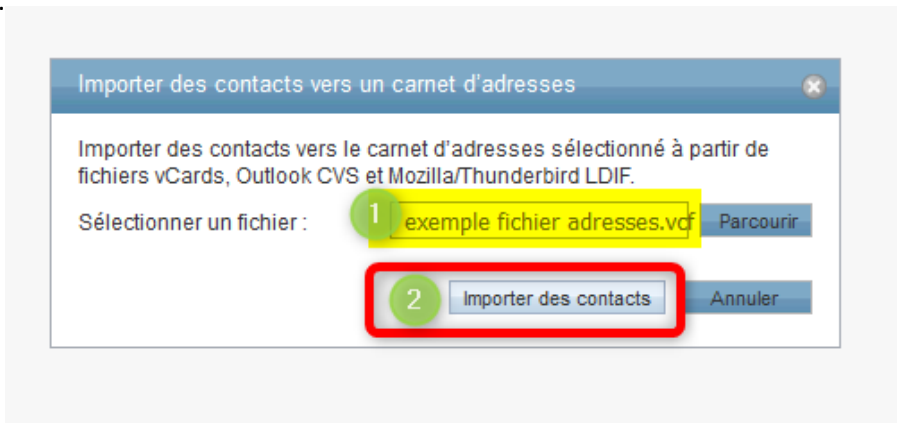 .
Importer des contacts vers un carnet d'adresses
Importer des contacts vers le carnet d'adresses sélectionné à partir de
fichiers vCards, Outlook CVS et Mozilla/Thunderbird LDIF.
Sélectionner un fichier : 1 exemple fichier adresses.vcf Parcourir
2 Importer des contacts Annuler